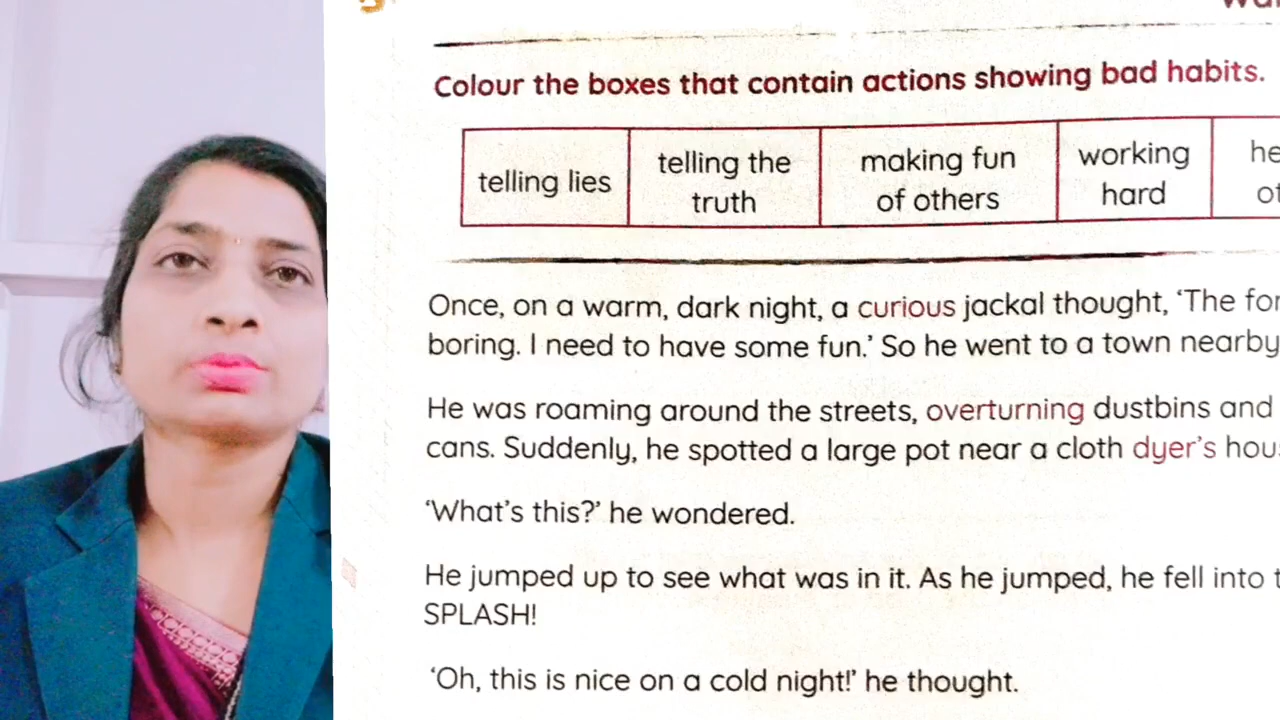 Colour the boxes that contain actions showing bad habits.
telling lies
telling the
truth
making fun
of others
working
hard
Once, on a warm, dark night, a curious jackal thought, ‘The
boring. I need to have some fun.’ So he went to a town nearby
He was roaming around the streets, overturning dustbins and
cans. Suddenly, he spotted a large pot near a cloth dyer’s
‘What’s this?’ he wondered.
He jumped up to see what was in it. As he jumped, he fell into
SPLASH!
‘Oh, this is nice on a cold night!’ he thought.